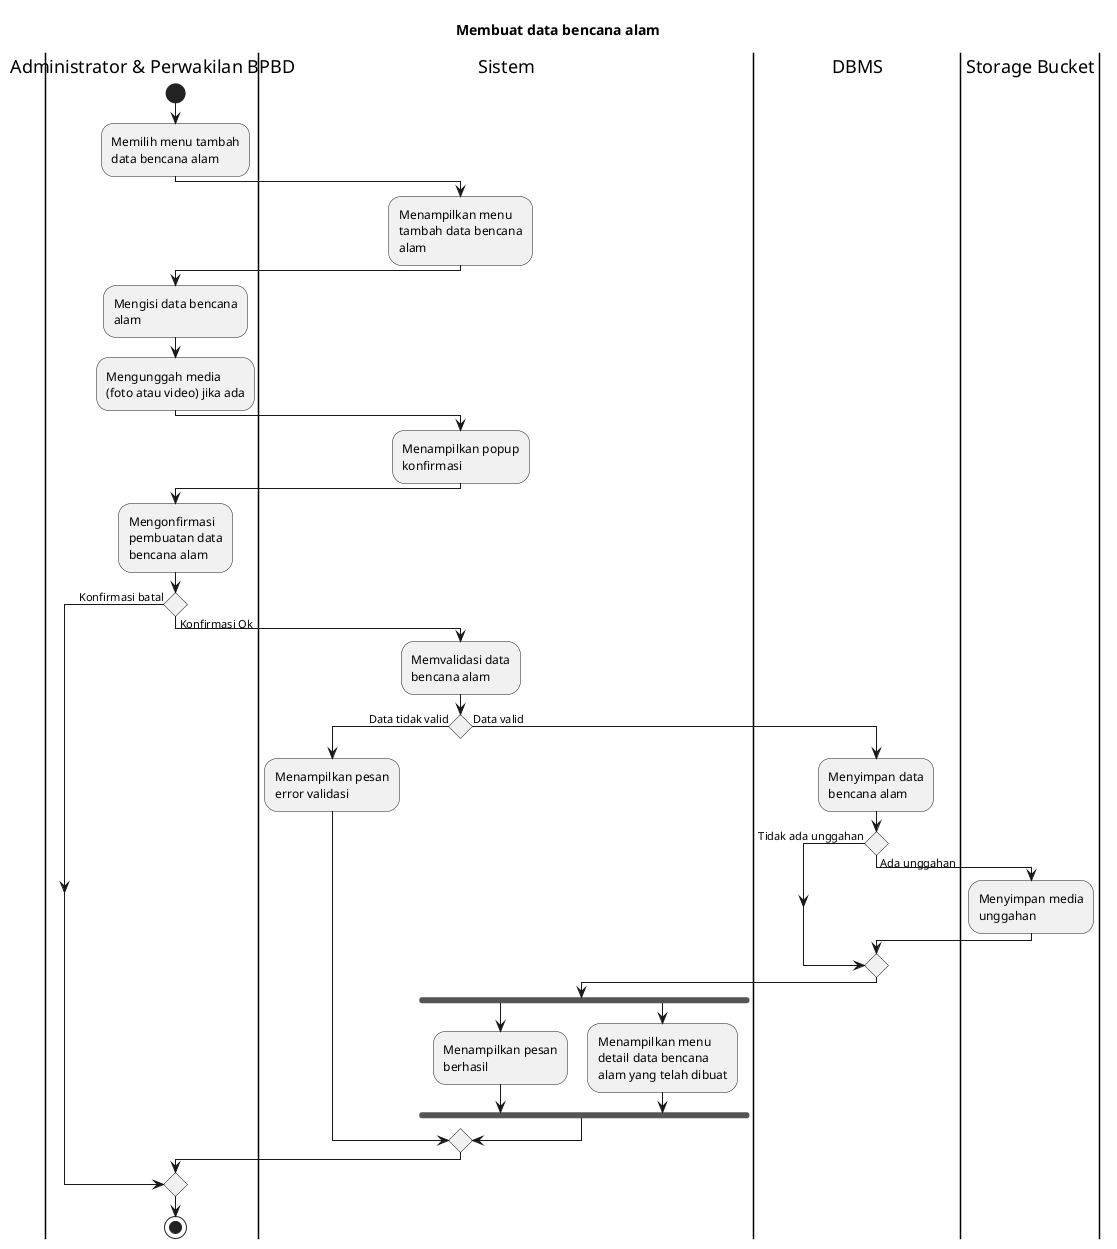 Membuat data bencana alam
Administrator & Perwakilan BPBD
Sistem
DBMS
Storage Bucket
Memilih menu tambah
data bencana alam
Menampilkan menu
tambah data bencana
alam
Mengisi data bencana
alam
Mengunggah media
(foto atau video) jika ada
Menampilkan popup
konfirmasi
Mengonfirmasi
pembuatan data
bencana alam
Konfirmasi batal
Konfirmasi Ok
Memvalidasi data
bencana alam
Data tidak valid
Data valid
Menampilkan pesan
error validasi
Menyimpan data
bencana alam
Tidak ada unggahan
Ada unggahan
Menyimpan media
unggahan
Menampilkan pesan
berhasil
Menampilkan menu
detail data bencana
alam yang telah dibuat